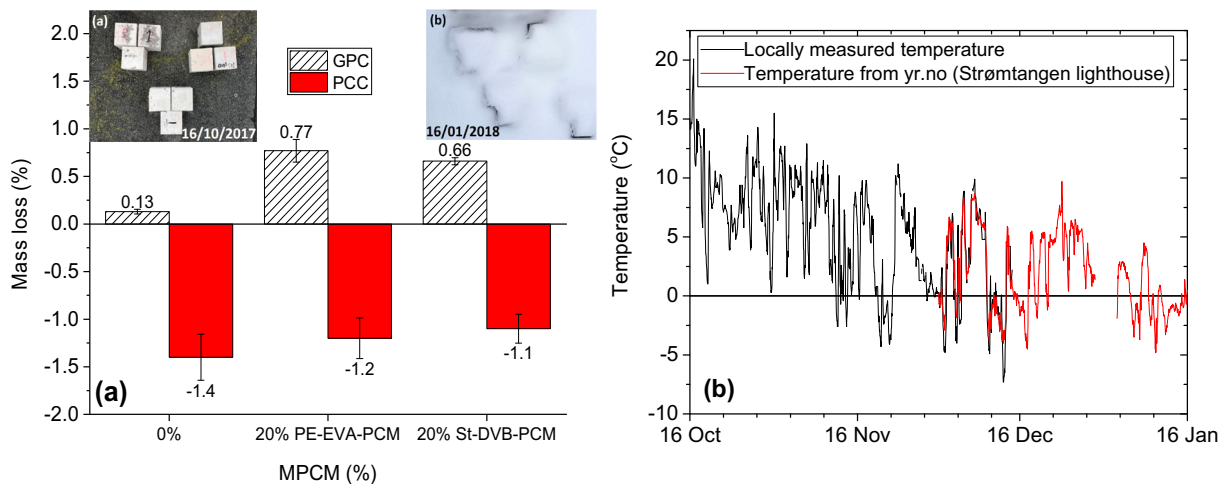 2.0
1.5
1.0
0.5
0.0
-0.5
-1.0
-1.5
-2.0
Mass loss (%)
(a)
16/10/2017
GPC
PCC
(b)
16/01/2018
0.13
0.77
0.66
-1.4
-1.2
-1.1
(a)
0%
20% PE-EVA-PCM
20% St-DVB-PCM
MPCM (%)
20
15
10
5
0
-5
-10
Temperature (°C)
Locally measured temperature
Temperature from yr.no (Strømtangen lighthouse)
(b)
16 Oct
16 Nov
16 Dec
16 Jan